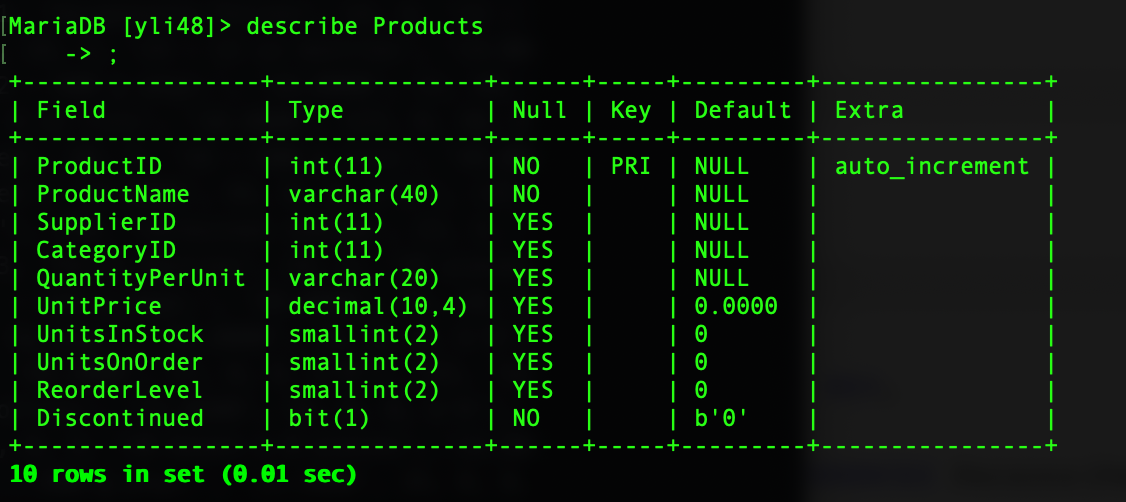 [MariaDB [yli48]> describe Products
[    -> ;
+-----------------+---------------+------+-----+---------+----------------+
| Field           | Type          | Null | Key | Default | Extra          |
+-----------------+---------------+------+-----+---------+----------------+
| ProductID       | int(11)       | NO   | PRI | NULL    | auto_increment |
| ProductName     | varchar(40)   | NO   |     | NULL    |                |
| SupplierID      | int(11)       | YES  |     | NULL    |                |
| CategoryID      | int(11)       | YES  |     | NULL    |                |
| QuantityPerUnit | varchar(20)   | YES  |     | NULL    |                |
| UnitPrice       | decimal(10,4) | YES  |     | 0.0000  |                |
| UnitsInStock    | smallint(2)   | YES  |     | 0       |                |
| UnitsOnOrder    | smallint(2)   | YES  |     | 0       |                |
| ReorderLevel    | smallint(2)   | YES  |     | 0       |                |
| Discontinued    | bit(1)        | NO   |     | b'0'    |                |
+-----------------+---------------+------+-----+---------+----------------+
10 rows in set (0.01 sec)